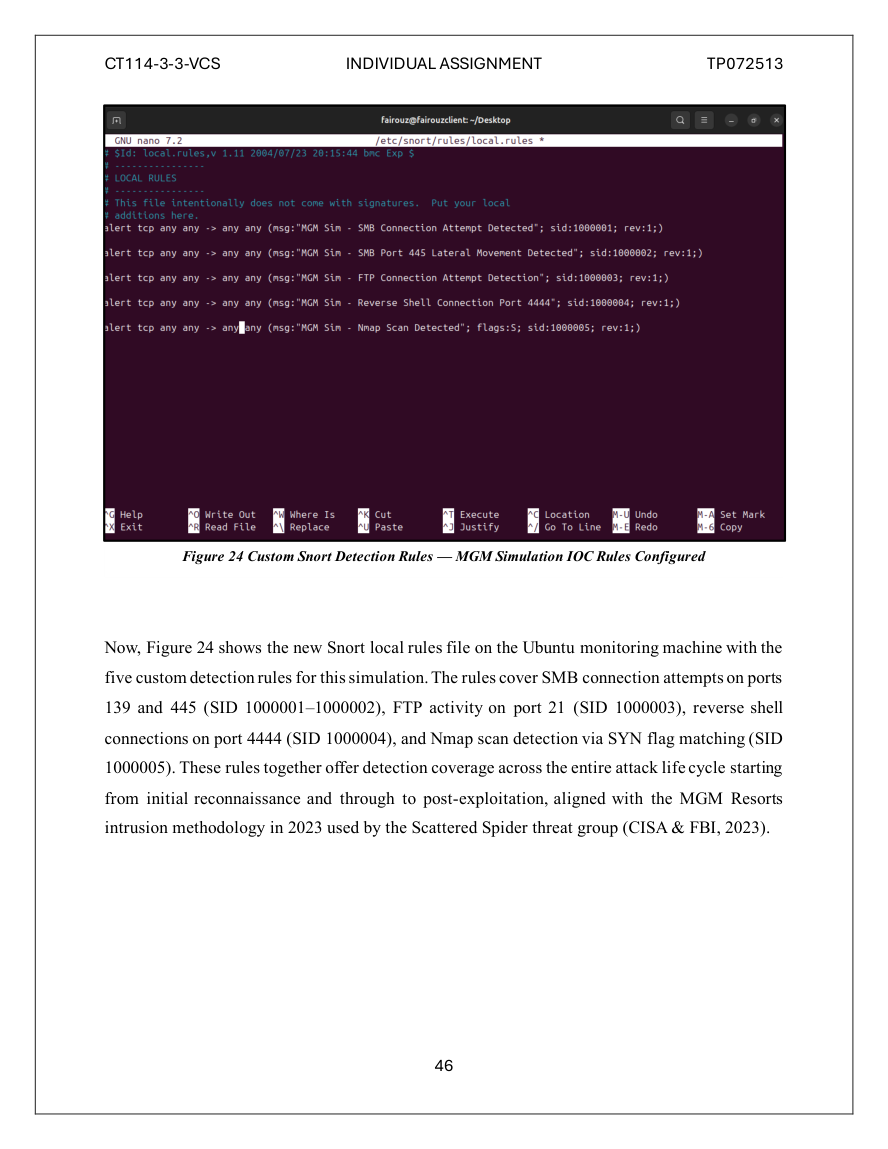 CT114-3-3-VCS INDIVIDUAL ASSIGNMENT TP072513
fairouz@fairouzclient: ~/Desktop
GNU nano 7.2 /etc/snort/rules/local.rules *
# $Id: local.rules,v 1.11 2004/07/23 20:15:44 bmc Exp $
# ----------------
# LOCAL RULES
# ----------------
# This file intentionally does not come with signatures.  Put your local
# additions here.
alert tcp any any -> any any (msg:"MGM Sim - SMB Connection Attempt Detected"; sid:1000001; rev:1;)
alert tcp any any -> any any (msg:"MGM Sim - SMB Port 445 Lateral Movement Detected"; sid:1000002; rev:1;)
alert tcp any any -> any any (msg:"MGM Sim - FTP Connection Attempt Detection"; sid:1000003; rev:1;)
alert tcp any any -> any any (msg:"MGM Sim - Reverse Shell Connection Port 4444"; sid:1000004; rev:1;)
alert tcp any any -> any any (msg:"MGM Sim - Nmap Scan Detected"; flags:S; sid:1000005; rev:1;)
^G Help ^O Write Out ^W Where Is ^K Cut ^T Execute ^C Location M-U Undo M-A Set Mark
^X Exit ^R Read File ^\ Replace ^U Paste ^J Justify ^/ Go To Line M-E Redo M-6 Copy
Figure 24 Custom Snort Detection Rules — MGM Simulation IOC Rules Configured
Now, Figure 24 shows the new Snort local rules file on the Ubuntu monitoring machine with the
five custom detection rules for this simulation. The rules cover SMB connection attempts on ports
139 and 445 (SID 1000001–1000002), FTP activity on port 21 (SID 1000003), reverse shell
connections on port 4444 (SID 1000004), and Nmap scan detection via SYN flag matching (SID
1000005). These rules together offer detection coverage across the entire attack life cycle starting
from initial reconnaissance and through to post-exploitation, aligned with the MGM Resorts
intrusion methodology in 2023 used by the Scattered Spider threat group (CISA & FBI, 2023).
46